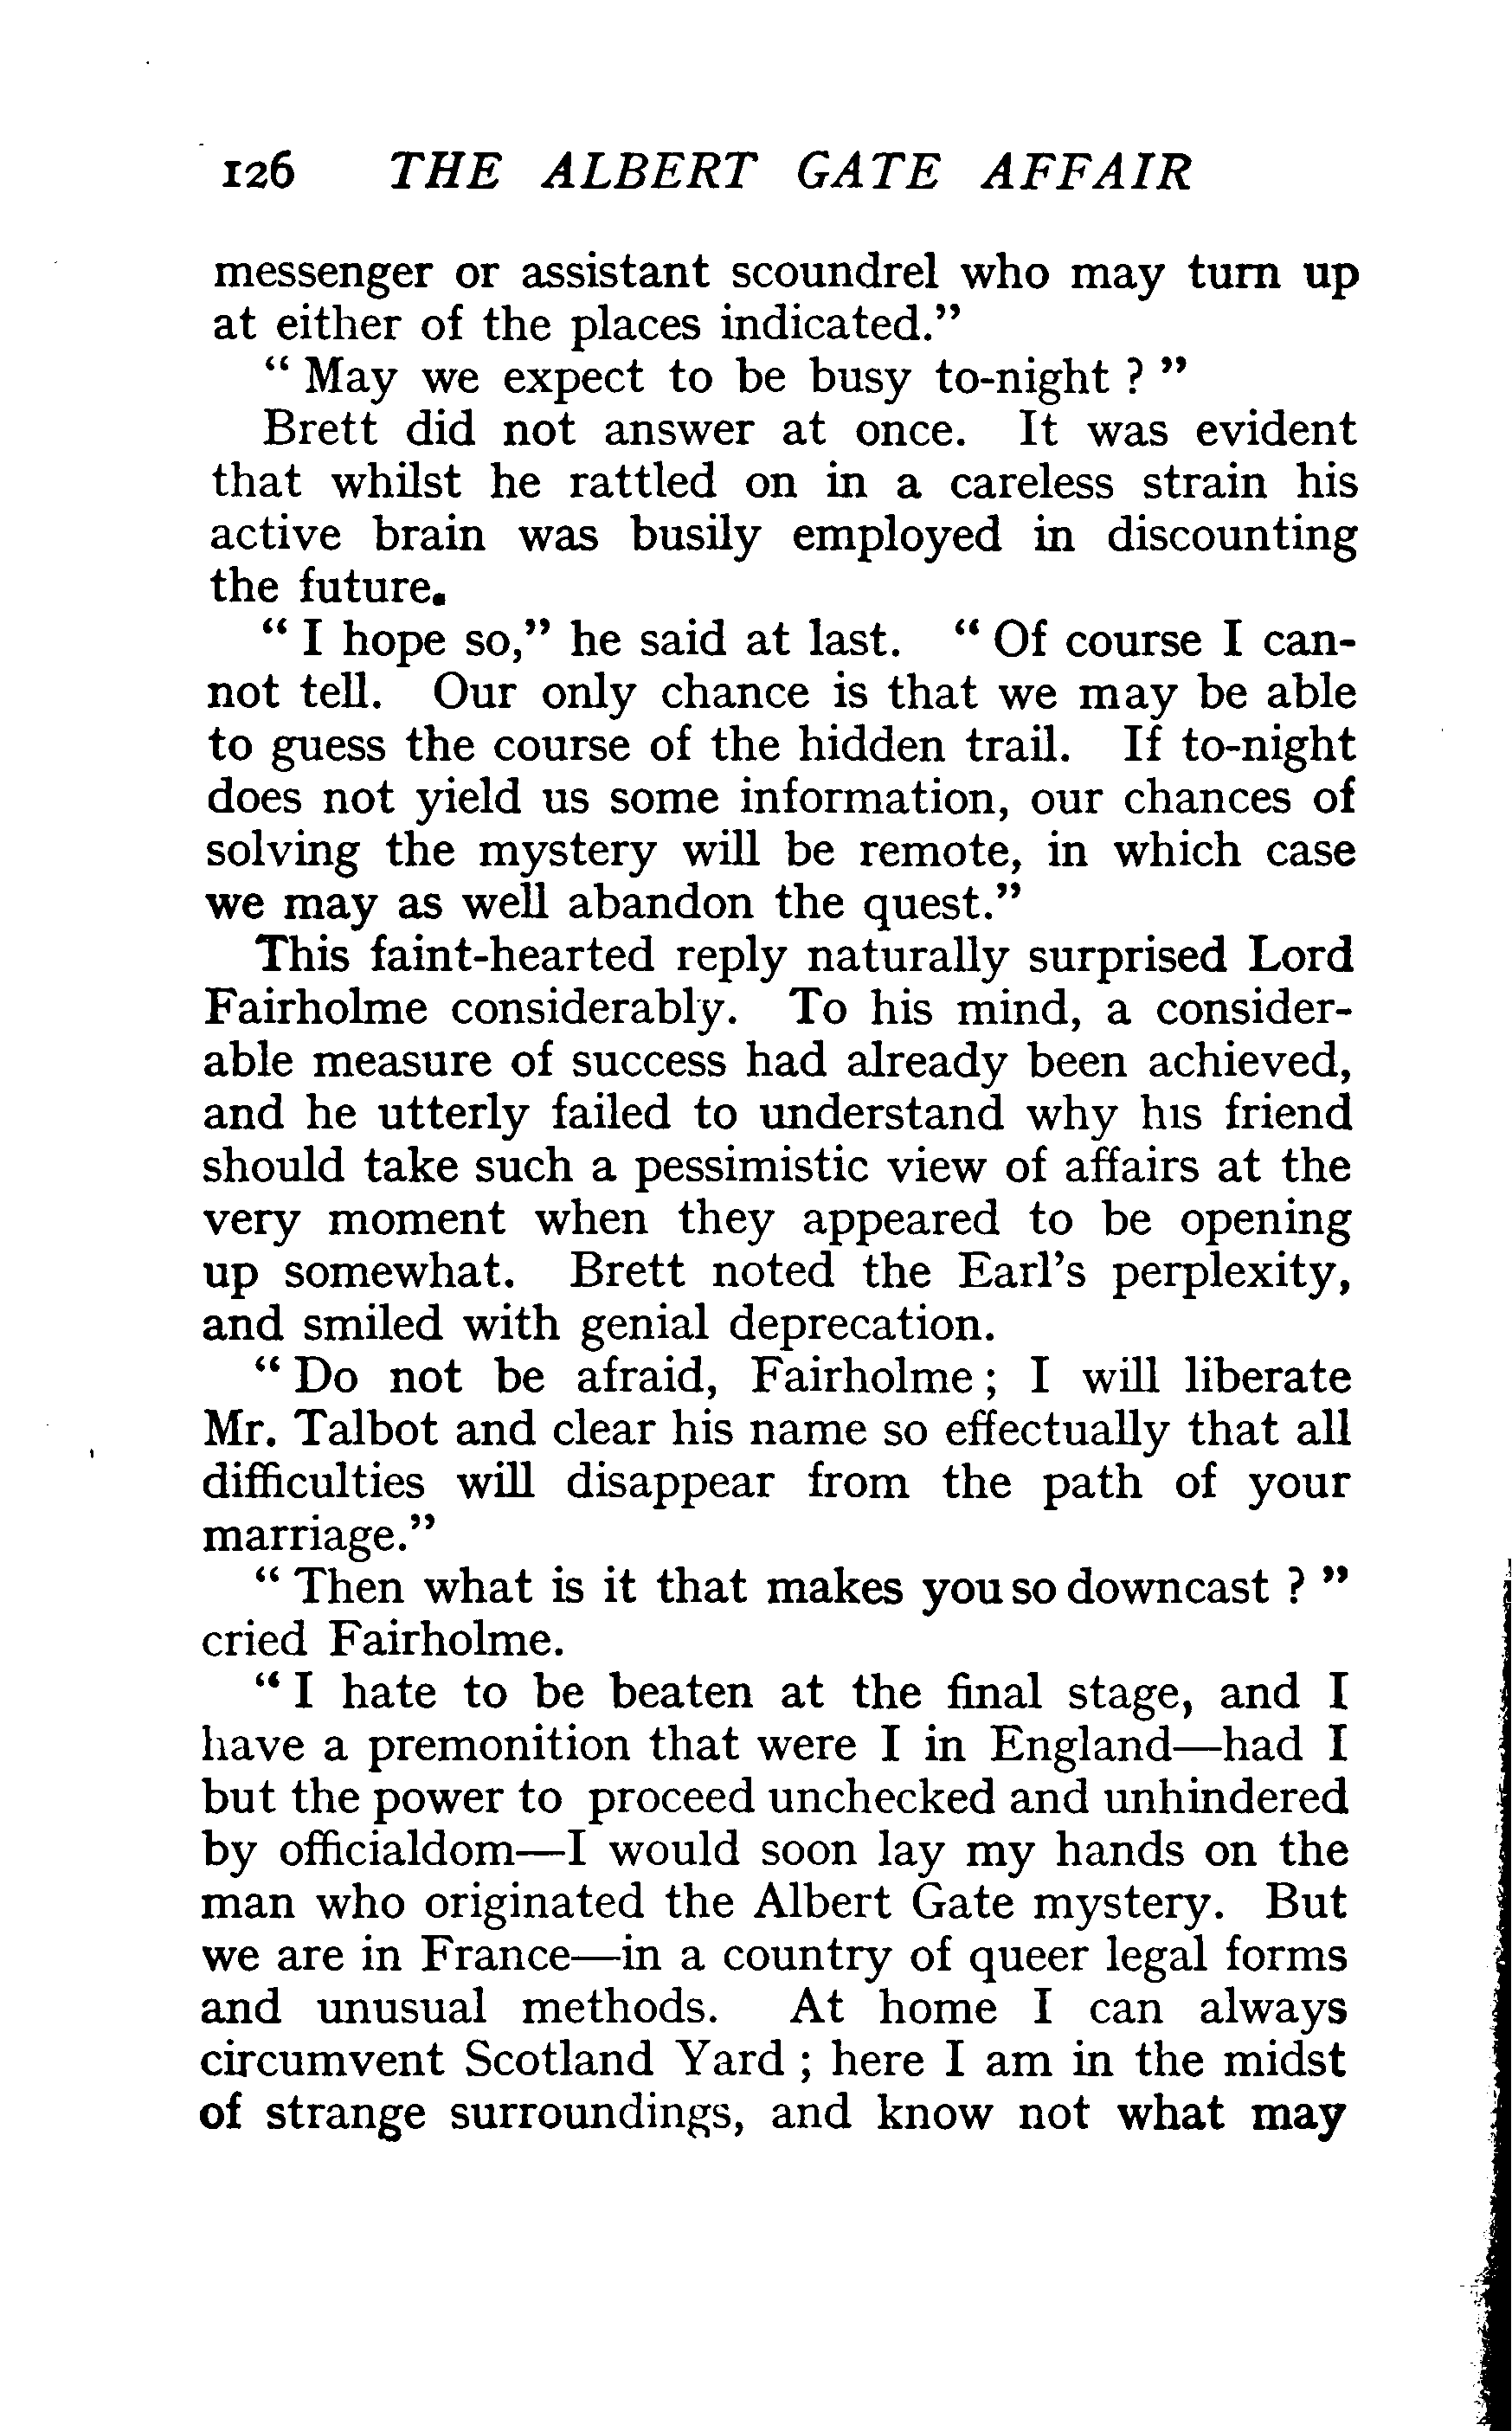 126 THE ALBERT GATE AFFAIR
messenger or assistant scoundrel who may turn up
at either of the places indicated."
" May we expect to be busy to-night ? "
Brett did not answer at once. It was evident
that whilst he rattled on in a careless strain his
active brain was busily employed in discounting
the future.
" I hope so," he said at last. " Of course I can-
not tell. Our only chance is that we may be able
to guess the course of the hidden trail. If to-night
does not yield us some information, our chances of
solving the mystery will be remote, in which case
we may as well abandon the quest."
This faint-hearted reply naturally surprised Lord
Fairholme considerably. To his mind, a consider-
able measure of success had already been achieved,
and he utterly failed to understand why his friend
should take such a pessimistic view of affairs at the
very moment when they appeared to be opening
up somewhat. Brett noted the Earl's perplexity,
and smiled with genial deprecation.
" Do not be afraid, Fairholme ; I will liberate
Mr. Talbot and clear his name so effectually that all
difficulties will disappear from the path of your
marriage."
" Then what is it that makes you so downcast ? "
cried Fairholme.
" I hate to be beaten at the final stage, and I
have a premonition that were I in England—had I
but the power to proceed unchecked and unhindered
by officialdom—I would soon lay my hands on the
man who originated the Albert Gate mystery. But
we are in France—in a country of queer legal forms
and unusual methods. At home I can always
circumvent Scotland Yard ; here I am in the midst
of strange surroundings, and know not what may